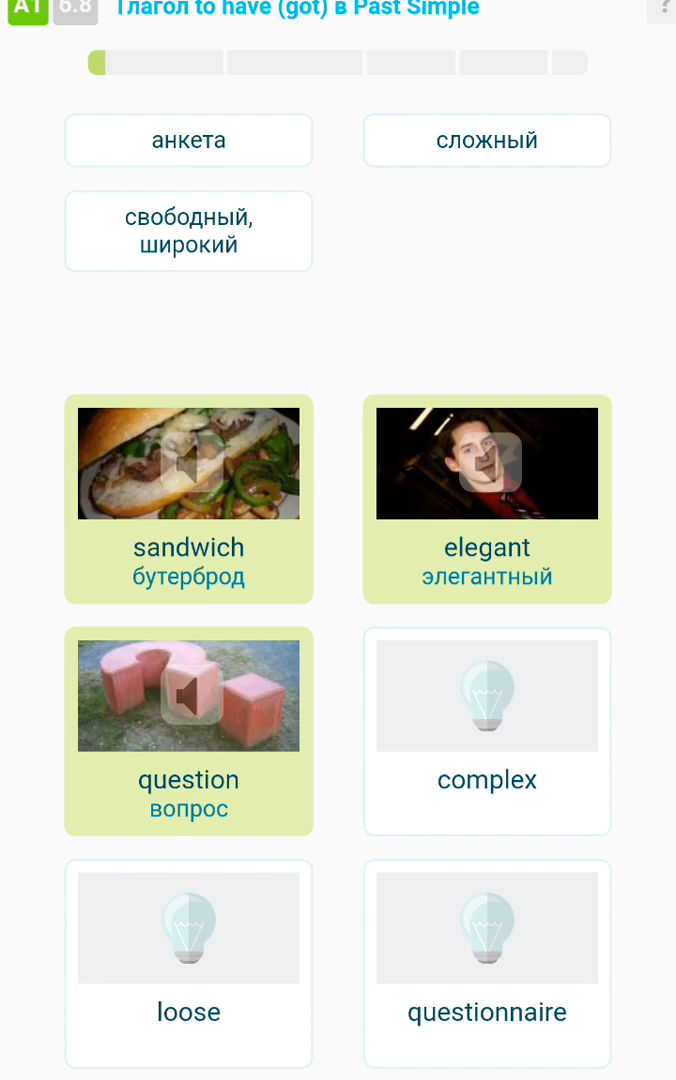 A1 6.8 Глагол to have (got) в Past Simple ?
анкета
сложный
свободный,
широкий
sandwich
бутерброд
elegant
элегантный
question
вопрос
complex
loose
questionnaire